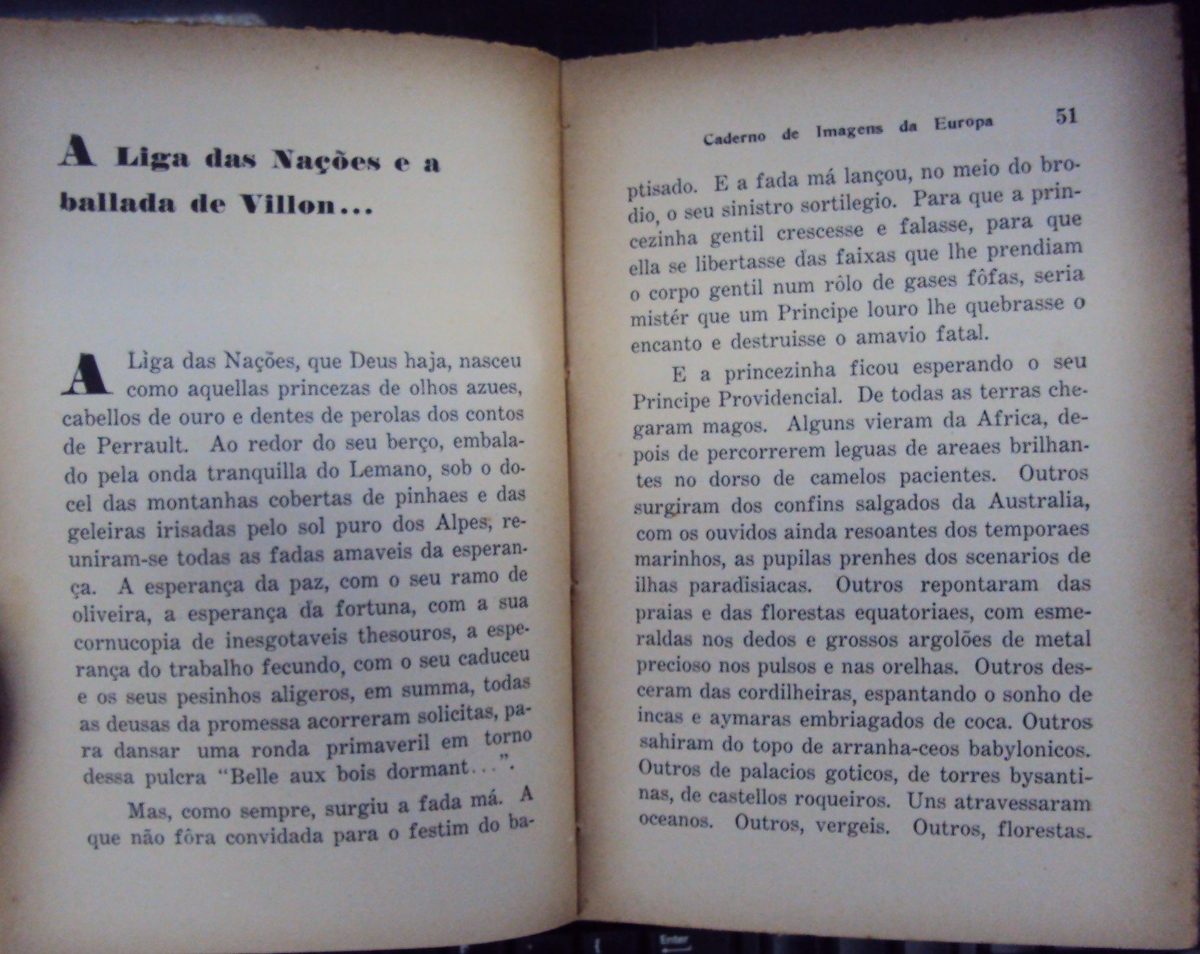 A Liga das Nações e a
ballada de Villon...
A Liga das Nações, que Deus haja, nasceu
como aquellas princezas de olhos azues,
cabellos de ouro e dentes de perolas dos contos
de Perrault. Ao redor do seu berço, embala-
do pela onda tranquilla do Lemano, sob o do-
cel das montanhas cobertas de pinhaes e das
geleiras irisadas pelo sol puro dos Alpes, re-
uniram-se todas as fadas amaveis da esperan-
ça. A esperança da paz, com o seu ramo de
oliveira, a esperança da fortuna, com a sua
cornucopia de inesgotaveis thesouros, a espe-
rança do trabalho fecundo, com o seu caduceu
e os seus pesinhos aligeros, em summa, todas
as deusas da promessa acorreram solicitas, pa-
ra dansar uma ronda primaveril em torno
dessa pulcra "Belle aux bois dormant...".
Mas, como sempre, surgiu a fada má. A
que não fôra convidada para o festim do ba-
Caderno de Imagens da Europa 51
ptisado. E a fada má lançou, no meio do bro-
dio, o seu sinistro sortilegio. Para que a prin-
cezinha gentil crescesse e falasse, para que
ella se libertasse das faixas que lhe prendiam
o corpo gentil num rôlo de gases fôfas, seria
mistér que um Principe louro lhe quebrasse o
encanto e destruisse o amavio fatal.
E a princezinha ficou esperando o seu
Principe Providencial. De todas as terras che-
garam magos. Alguns vieram da Africa, de-
pois de percorrerem leguas de areaes brilhan-
tes no dorso de camelos pacientes. Outros
surgiram dos confins salgados da Australia,
com os ouvidos ainda resoantes dos temporaes
marinhos, as pupilas prenhes dos scenarios de
ilhas paradisiacas. Outros repontaram das
praias e das florestas equatoriaes, com esme-
raldas nos dedos e grossos argolões de metal
precioso nos pulsos e nas orelhas. Outros des-
ceram das cordilheiras, espantando o sonho de
incas e aymaras embriagados de coca. Outros
sahiram do topo de arranha-ceos babylonicos.
Outros de palacios goticos, de torres bysanti-
nas, de castellos roqueiros. Uns atravessaram
oceanos. Outros, vergeis. Outros, florestas.
{
Enter